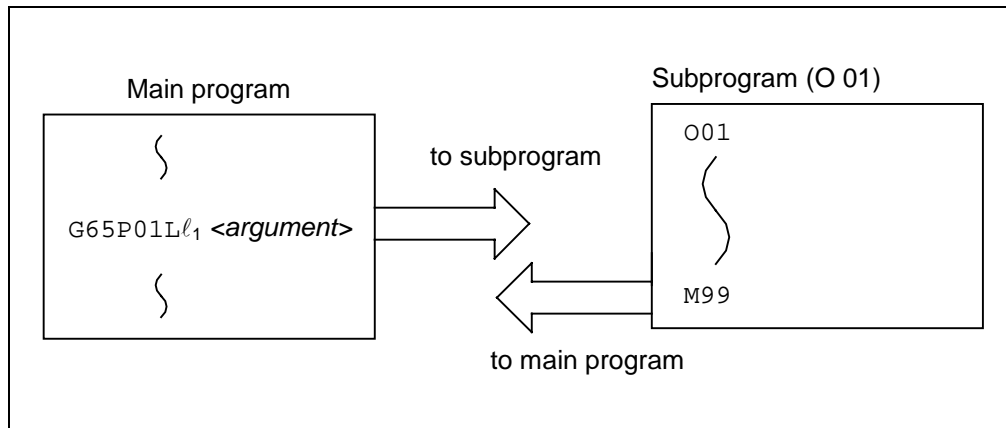 Main program
G65P01Lℓ₁ <argument>
to subprogram
to main program
Subprogram (O 01)
O01
M99